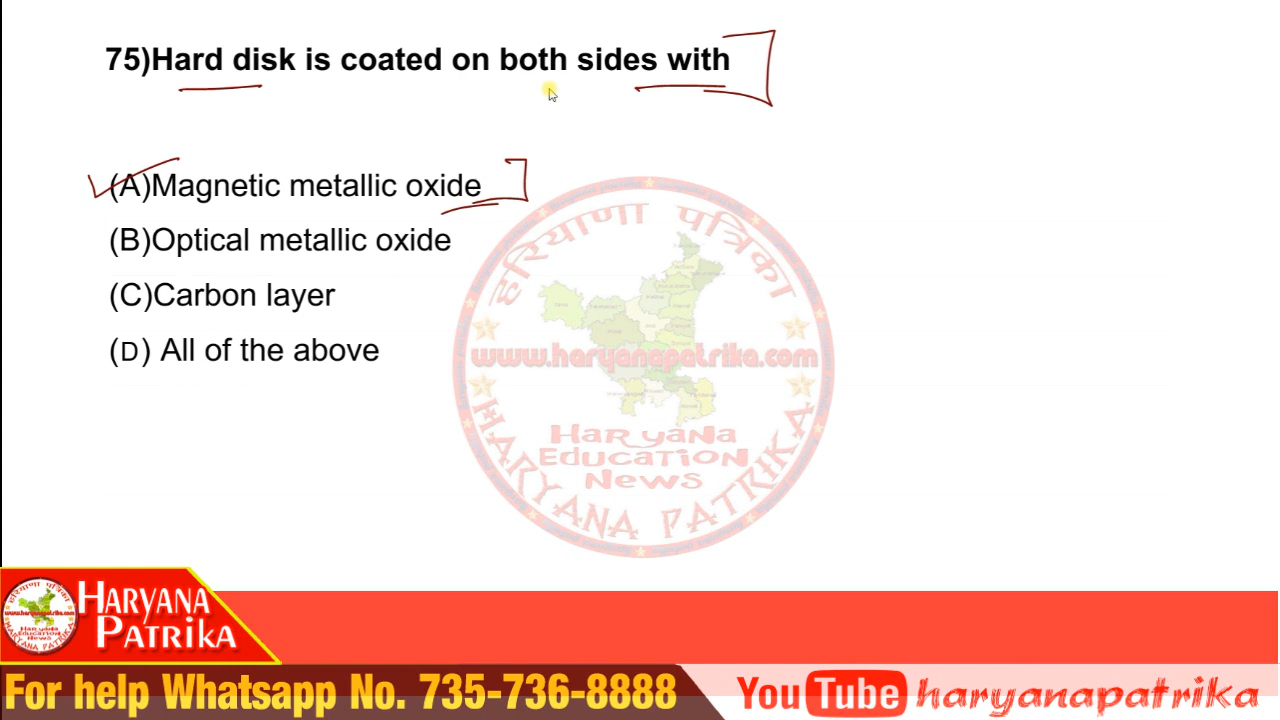 75)Hard disk is coated on both sides with
(A)Magnetic metallic oxide
(B)Optical metallic oxide
(C)Carbon layer
(D) All of the above
हरियाणा पत्रिका
www.haryanapatrika.com
Haryana
Education
News
HARYANA PATRIKA
HARYANA
PATRIKA
For help Whatsapp No. 735-736-8888
YouTube haryanapatrika